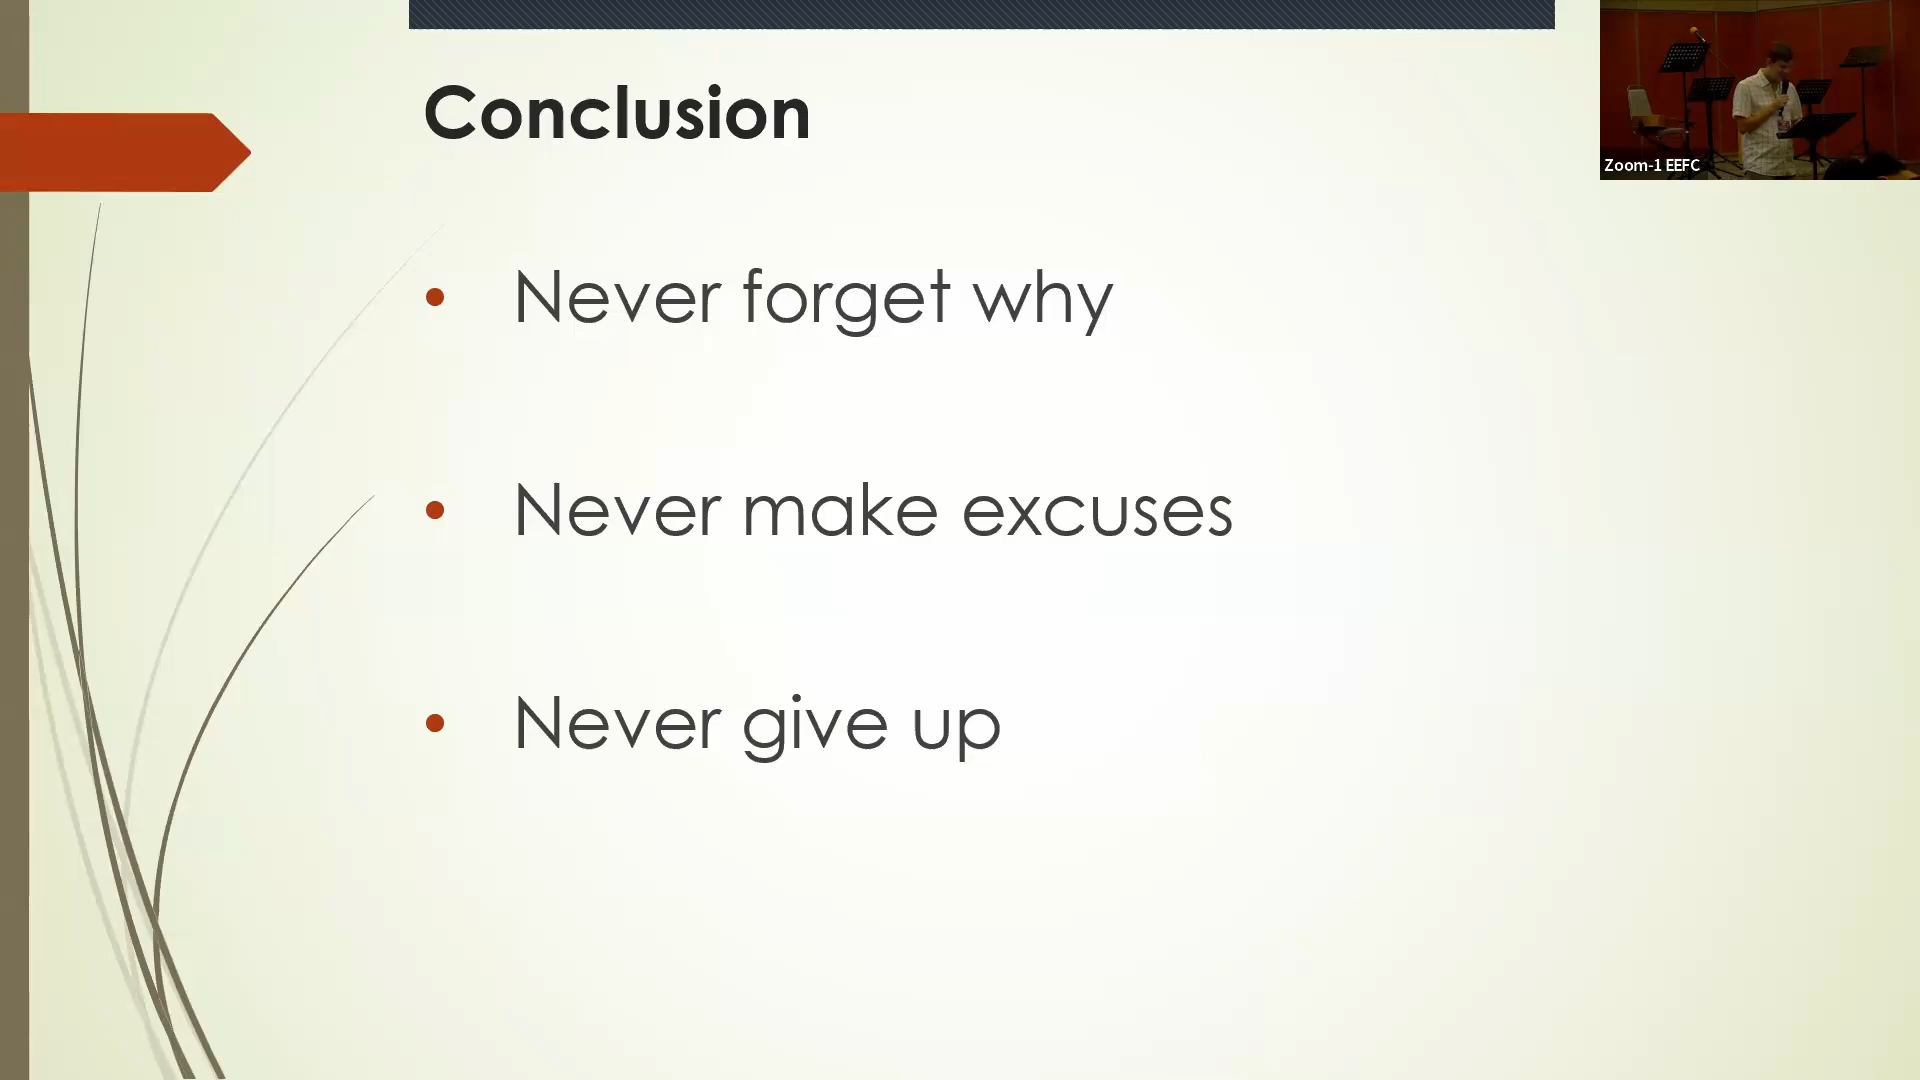 Conclusion
Zoom-1 EEFC
• Never forget why
• Never make excuses
• Never give up